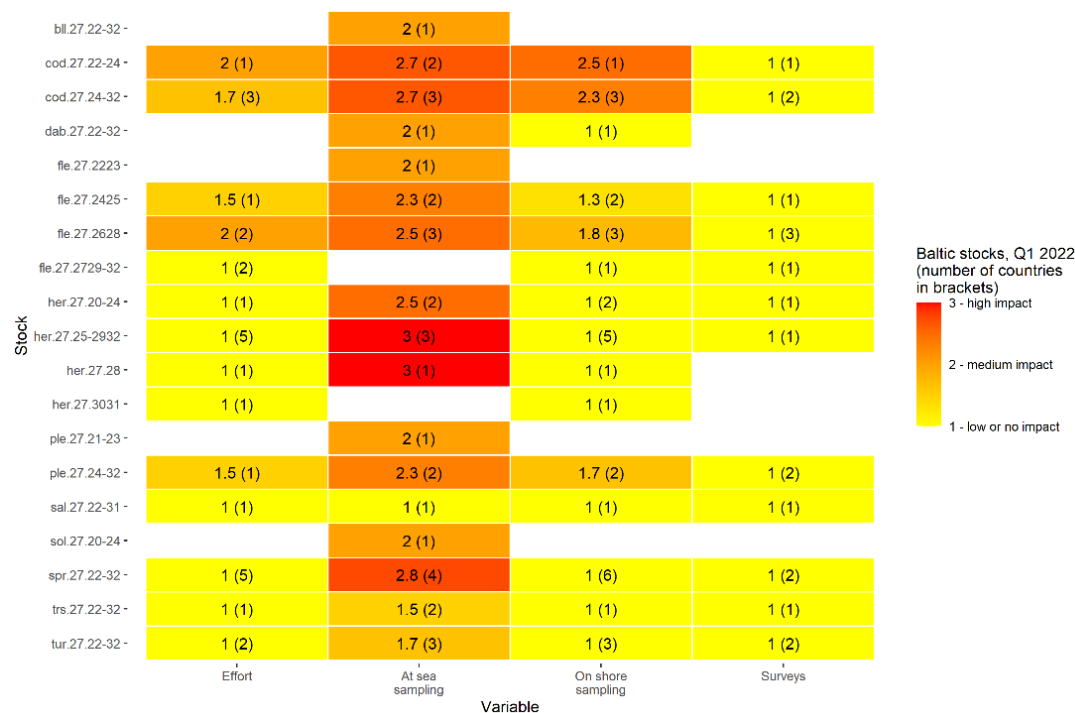 bll.27.22-32 2 (1)
cod.27.22-24 2 (1) 2.7 (2) 2.5 (1) 1 (1)
cod.27.24-32 1.7 (3) 2.7 (3) 2.3 (3) 1 (2)
dab.27.22-32 2 (1) 1 (1)
fle.27.2223 2 (1)
fle.27.2425 1.5 (1) 2.3 (2) 1.3 (2) 1 (1)
fle.27.2628 2 (2) 2.5 (3) 1.8 (3) 1 (3)
fle.27.2729-32 1 (2) 1 (1) 1 (1)
her.27.20-24 1 (1) 2.5 (2) 1 (2) 1 (1)
her.27.25-2932 1 (5) 3 (3) 1 (5) 1 (1)
her.27.28 1 (1) 3 (1) 1 (1)
her.27.3031 1 (1) 1 (1)
ple.27.21-23 2 (1)
ple.27.24-32 1.5 (1) 2.3 (2) 1.7 (2) 1 (2)
sal.27.22-31 1 (1) 1 (1) 1 (1) 1 (1)
sol.27.20-24 2 (1)
spr.27.22-32 1 (5) 2.8 (4) 1 (6) 1 (2)
trs.27.22-32 1 (1) 1.5 (2) 1 (1) 1 (1)
tur.27.22-32 1 (2) 1.7 (3) 1 (3) 1 (2)
Stock
Effort At sea sampling On shore sampling Surveys
Variable
Baltic stocks, Q1 2022
(number of countries
in brackets)
3 - high impact
2 - medium impact
1 - low or no impact